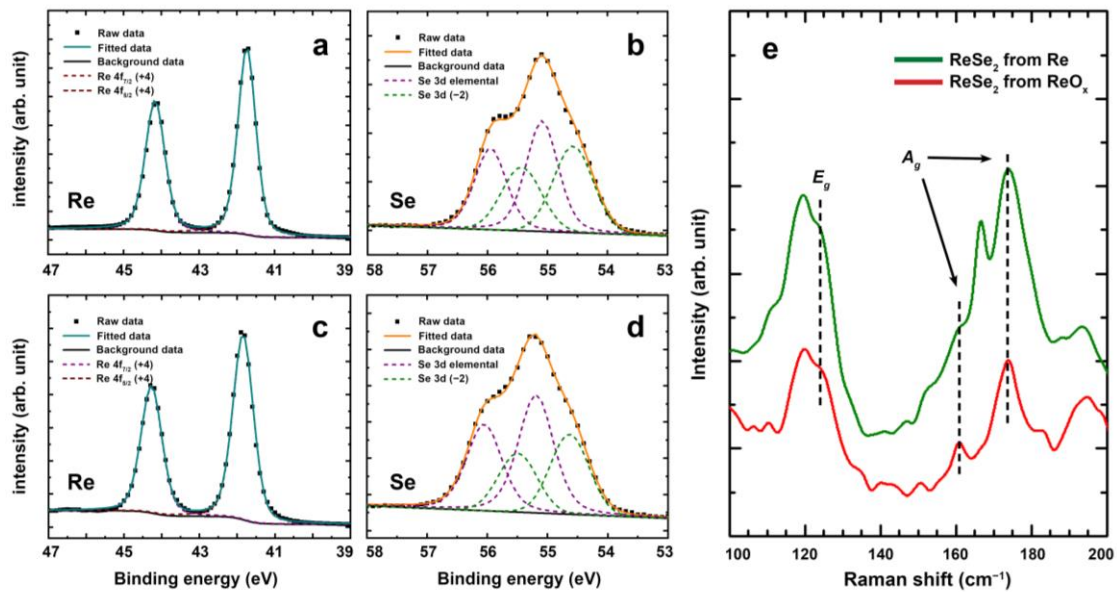 a
Raw data
Fitted data
Background data
Re 4f7/2 (+4)
Re 4f5/2 (+4)
Re
intensity (arb. unit)
47 45 43 41 39
b
Raw data
Fitted data
Background data
Se 3d elemental
Se 3d (−2)
Se
58 57 56 55 54 53
c
Raw data
Fitted data
Background data
Re 4f7/2 (+4)
Re 4f5/2 (+4)
Re
intensity (arb. unit)
47 45 43 41 39
Binding energy (eV)
d
Raw data
Fitted data
Background data
Se 3d elemental
Se 3d (−2)
Se
58 57 56 55 54 53
Binding energy (eV)
e
ReSe2 from Re
ReSe2 from ReOx
Eg
Ag
Intensity (arb. unit)
100 120 140 160 180 200
Raman shift (cm−1)